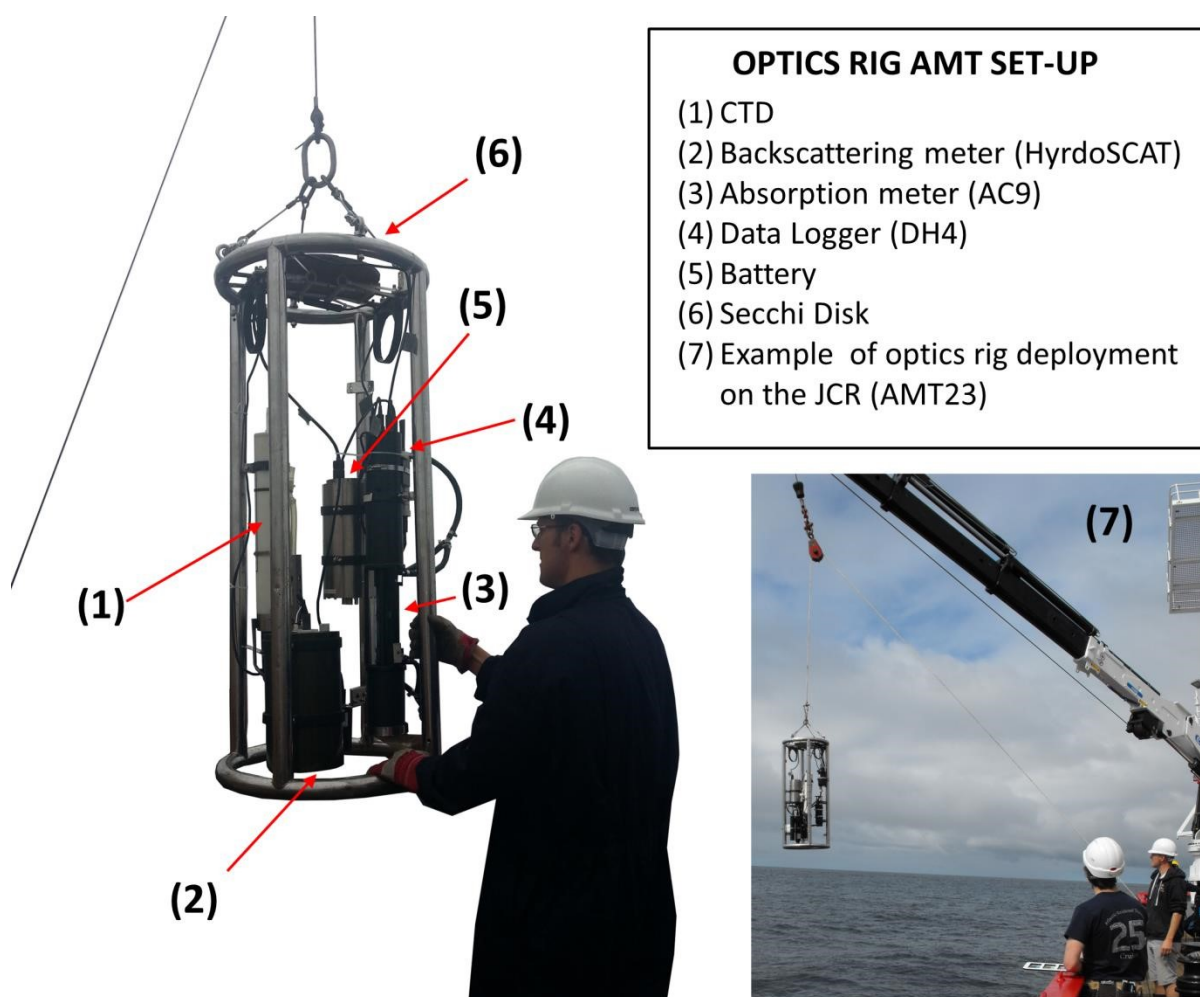 OPTICS RIG AMT SET-UP
(1) CTD
(2) Backscattering meter (HyrdoSCAT)
(3) Absorption meter (AC9)
(4) Data Logger (DH4)
(5) Battery
(6) Secchi Disk
(7) Example of optics rig deployment
on the JCR (AMT23)
(6)
(5)
(4)
(1)
(3)
(2)
(7)
25